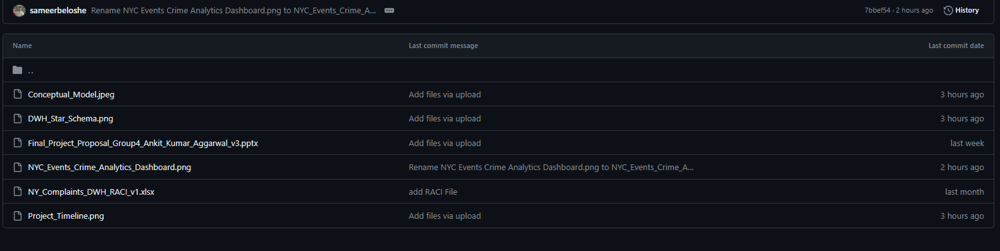 sameerbeloshe Rename NYC Events Crime Analytics Dashboard.png to NYC_Events_Crime_A... 7bbef54 · 2 hours ago History
Name Last commit message Last commit date
..
Conceptual_Model.jpeg Add files via upload 3 hours ago
DWH_Star_Schema.png Add files via upload 3 hours ago
Final_Project_Proposal_Group4_Ankit_Kumar_Aggarwal_v3.pptx Add files via upload last week
NYC_Events_Crime_Analytics_Dashboard.png Rename NYC Events Crime Analytics Dashboard.png to NYC_Events_Crime_A... 2 hours ago
NY_Complaints_DWH_RACI_v1.xlsx add RACI File last month
Project_Timeline.png Add files via upload 3 hours ago